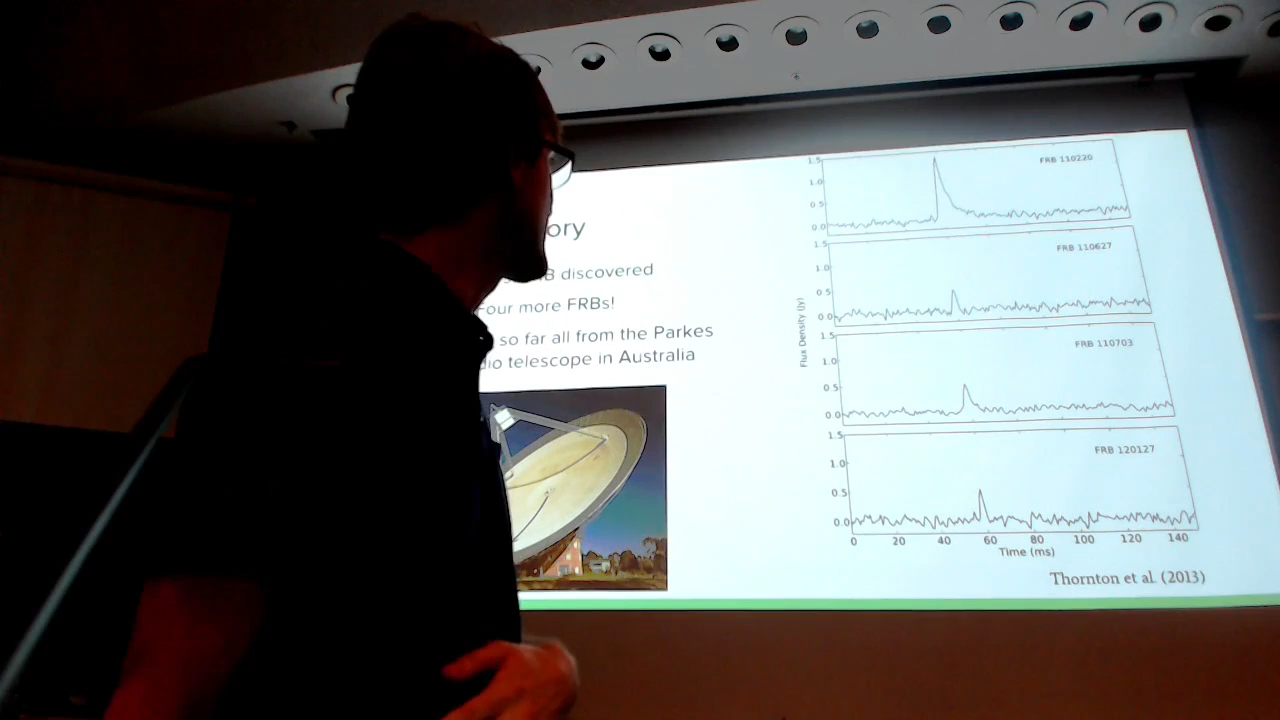 ory
B discovered
Four more FRBs!
so far all from the Parkes
dio telescope in Australia
FRB 110220
1.5
1.0
0.5
0.0
FRB 110627
1.5
1.0
0.5
0.0
FRB 110703
1.5
1.0
0.5
0.0
FRB 120127
1.5
1.0
0.5
0.0
Flux Density (Jy)
0 20 40 60 80 100 120 140
Time (ms)
Thornton et al. (2013)